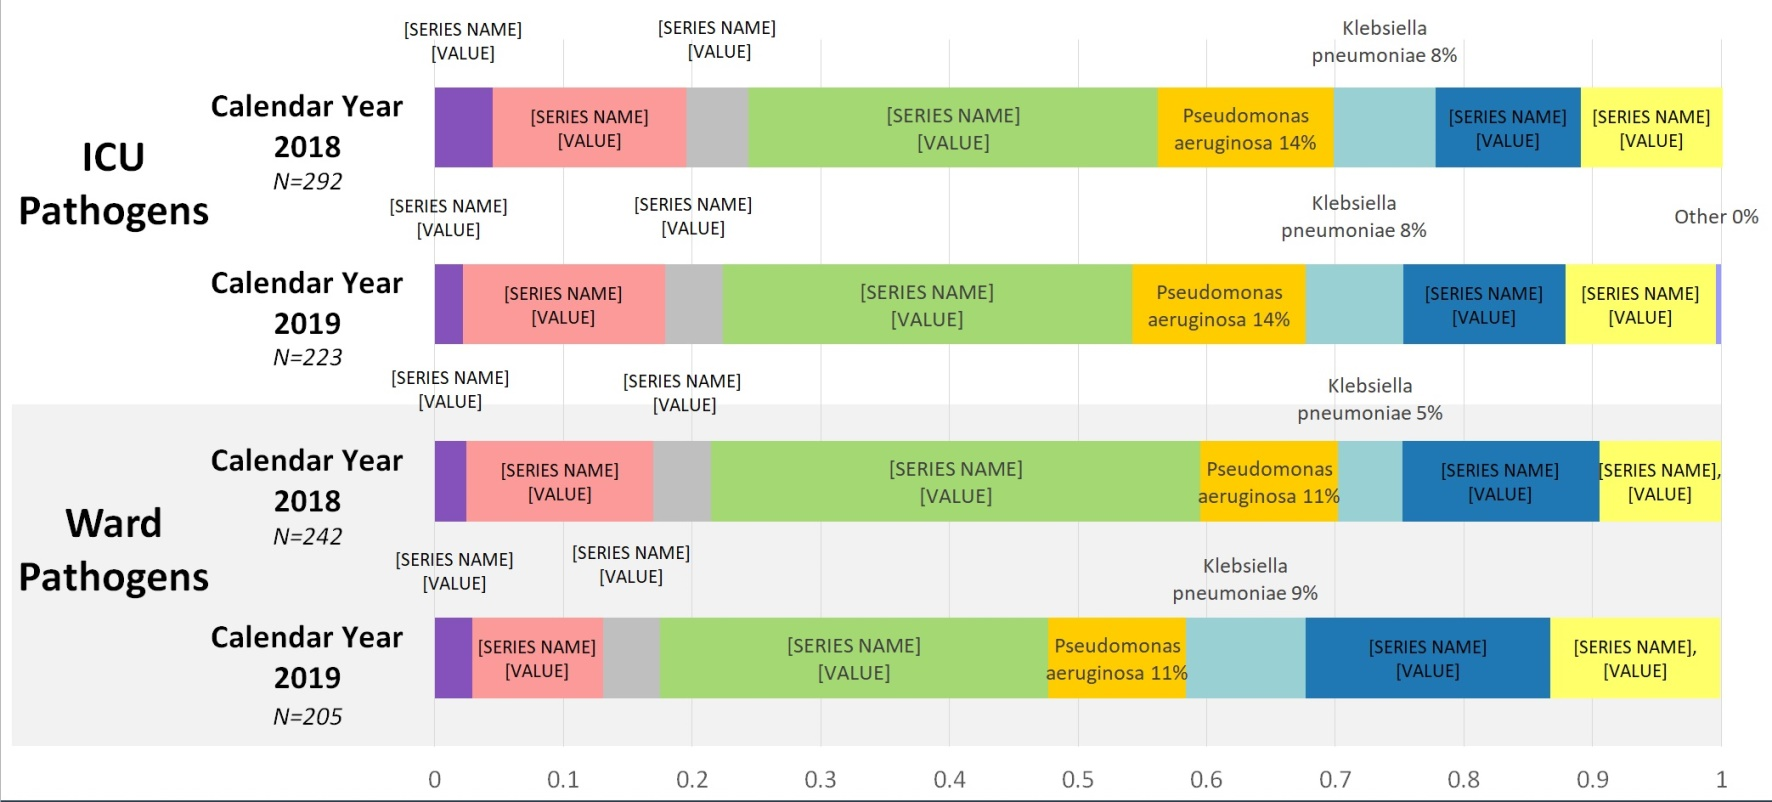 [SERIES NAME]
[VALUE]
[SERIES NAME]
[VALUE]
Klebsiella
pneumoniae 8%
ICU
Pathogens
Calendar Year
2018
N=292
[SERIES NAME]
[VALUE]
[SERIES NAME]
[VALUE]
Pseudomonas
aeruginosa 14%
[SERIES NAME]
[VALUE]
[SERIES NAME]
[VALUE]
[SERIES NAME]
[VALUE]
[SERIES NAME]
[VALUE]
Klebsiella
pneumoniae 8%
Other 0%
Calendar Year
2019
N=223
[SERIES NAME]
[VALUE]
[SERIES NAME]
[VALUE]
Pseudomonas
aeruginosa 14%
[SERIES NAME]
[VALUE]
[SERIES NAME]
[VALUE]
[SERIES NAME]
[VALUE]
[SERIES NAME]
[VALUE]
Klebsiella
pneumoniae 5%
Ward
Pathogens
Calendar Year
2018
N=242
[SERIES NAME]
[VALUE]
[SERIES NAME]
[VALUE]
Pseudomonas
aeruginosa 11%
[SERIES NAME]
[VALUE]
[SERIES NAME],
[VALUE]
[SERIES NAME]
[VALUE]
[SERIES NAME]
[VALUE]
Klebsiella
pneumoniae 9%
Calendar Year
2019
N=205
[SERIES NAME]
[VALUE]
[SERIES NAME]
[VALUE]
Pseudomonas
aeruginosa 11%
[SERIES NAME]
[VALUE]
[SERIES NAME],
[VALUE]
0 0.1 0.2 0.3 0.4 0.5 0.6 0.7 0.8 0.9 1